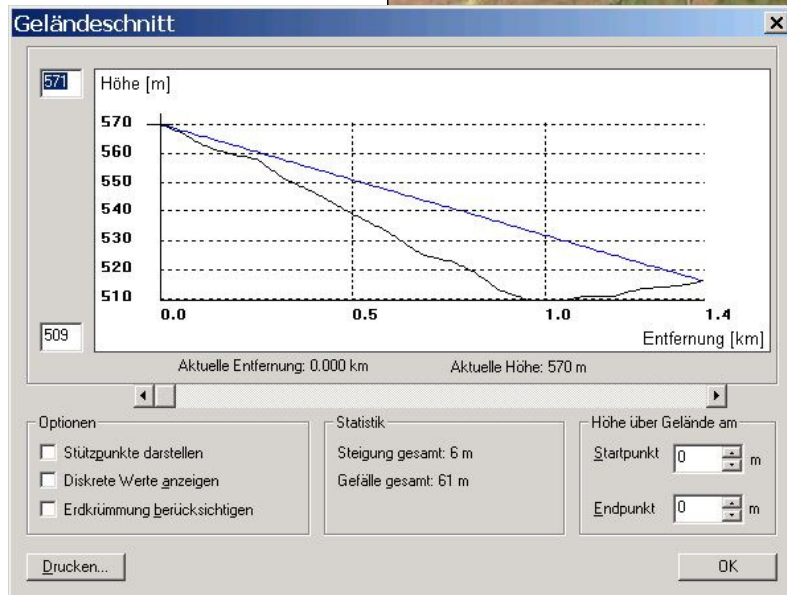 Geländeschnitt
571
Höhe [m]
570
560
550
540
530
520
510
0.0 0.5 1.0 1.4
509
Entfernung [km]
Aktuelle Entfernung: 0.000 km Aktuelle Höhe: 570 m
Optionen
Stützpunkte darstellen
Diskrete Werte anzeigen
Erdkrümmung berücksichtigen
Statistik
Steigung gesamt: 6 m
Gefälle gesamt: 61 m
Höhe über Gelände am
Startpunkt 0 m
Endpunkt 0 m
Drucken... OK